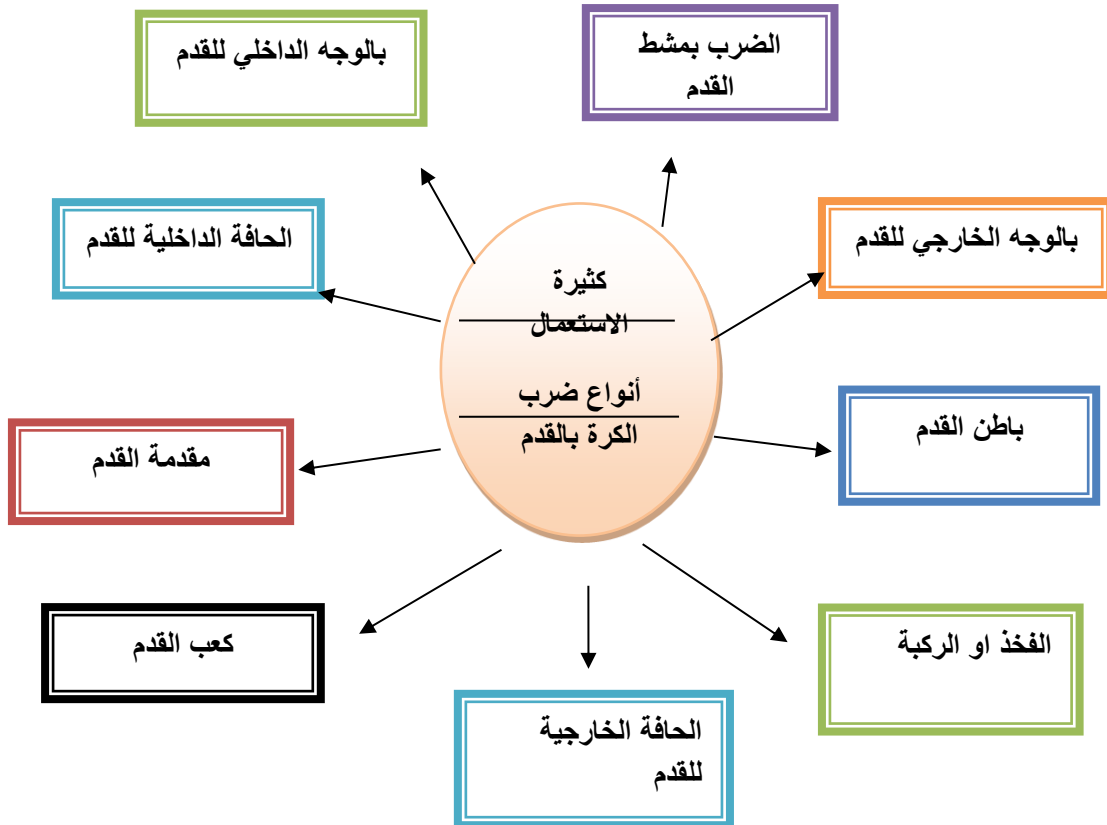 الضرب بمشط
القدم
بالوجه الداخلي للقدم
بالوجه الخارجي للقدم
الحافة الداخلية للقدم
كثيرة
الاستعمال
أنواع ضرب
الكرة بالقدم
باطن القدم
مقدمة القدم
الفخذ او الركبة
كعب القدم
الحافة الخارجية
للقدم